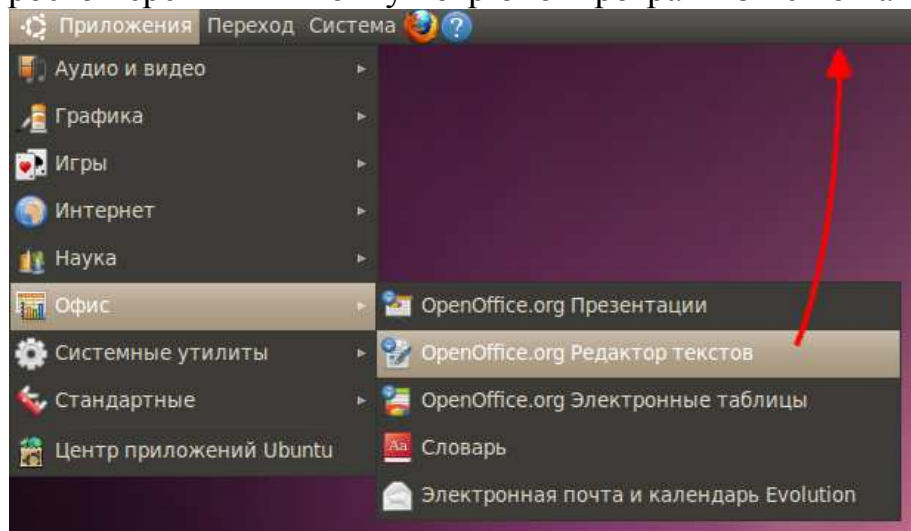 Приложения Переход Система
Аудио и видео
Графика
Игры
Интернет
Наука
Офис
Системные утилиты
Стандартные
Центр приложений Ubuntu
OpenOffice.org Презентации
OpenOffice.org Редактор текстов
OpenOffice.org Электронные таблицы
Aa Словарь
Электронная почта и календарь Evolution